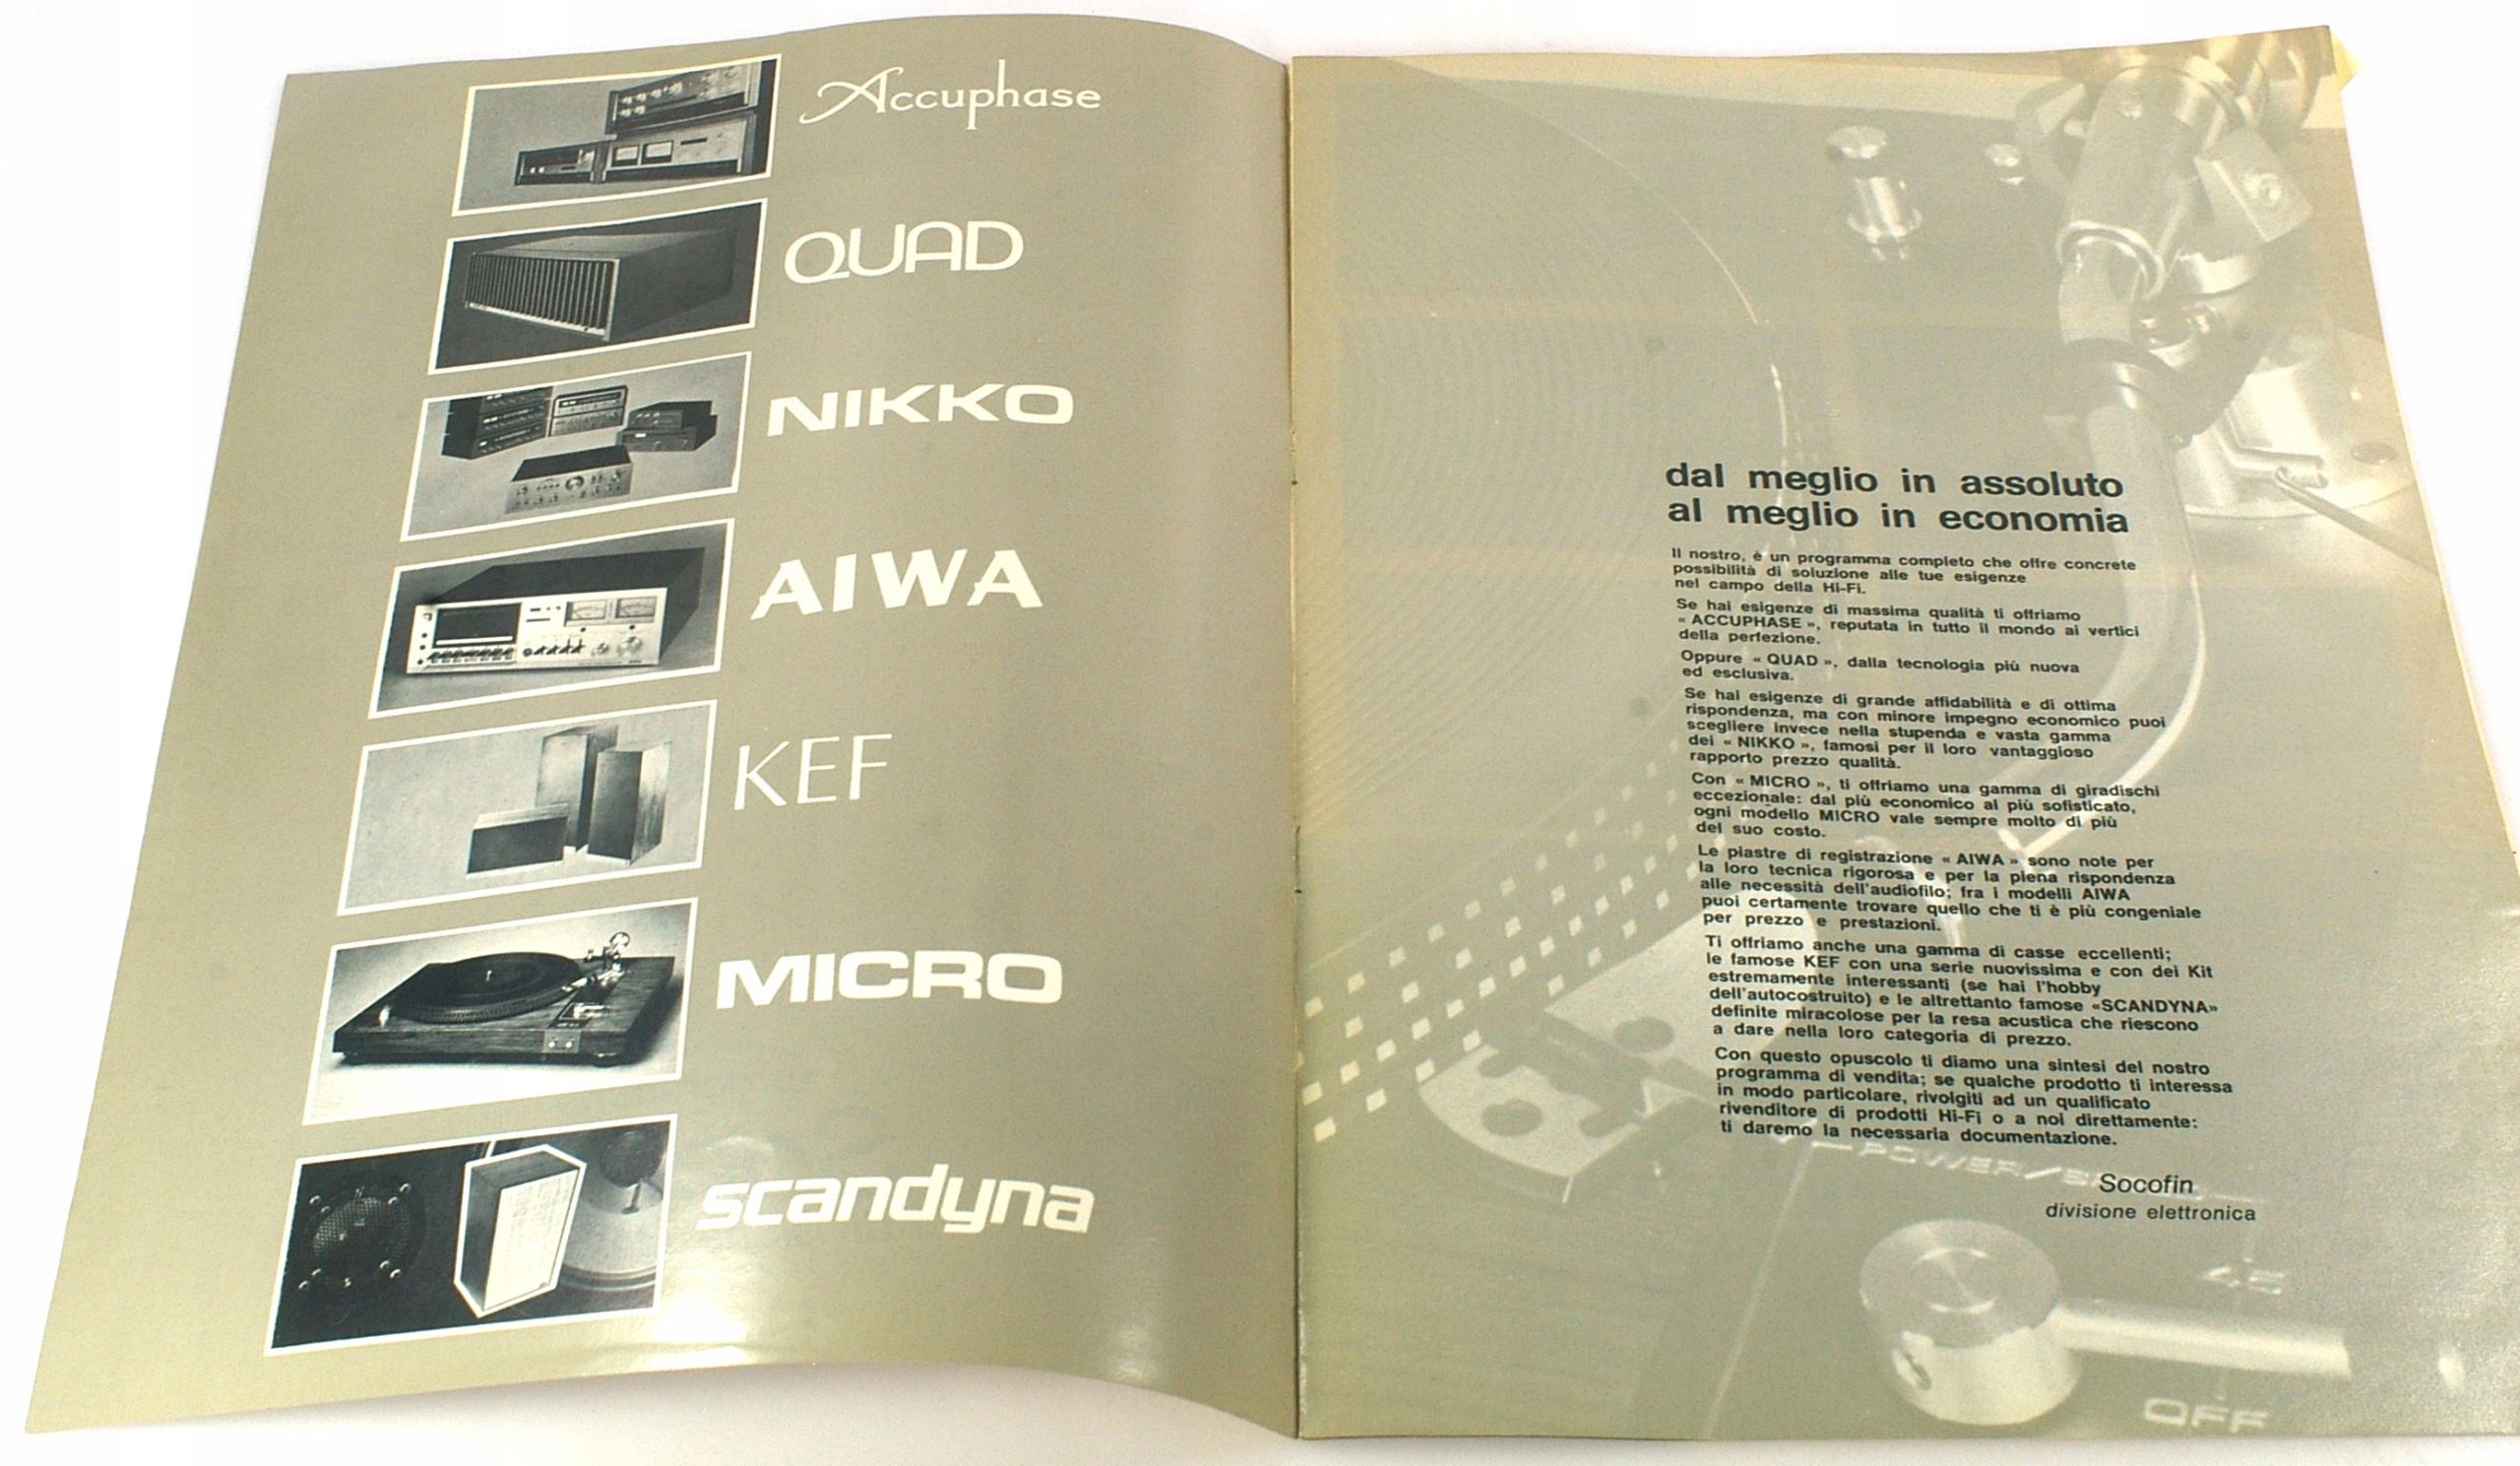 Accuphase
QUAD
NIKKO
AIWA
KEF
MICRO
scandyna
dal meglio in assoluto
al meglio in economia
Il nostro, è un programma completo che offre concrete
possibilità di soluzione alle tue esigenze
nel campo della Hi-Fi.
Se hai esigenze di massima qualità ti offriamo
« ACCUPHASE », reputata in tutto il mondo ai vertici
della perfezione.
Oppure « QUAD », dalla tecnologia più nuova
ed esclusiva.
Se hai esigenze di grande affidabilità e di ottima
rispondenza, ma con minore impegno economico puoi
scegliere invece nella stupenda e vasta gamma
dei « NIKKO », famosi per il loro vantaggioso
rapporto prezzo qualità.
Con « MICRO », ti offriamo una gamma di giradischi
eccezionale: dal più economico al più sofisticato,
ogni modello MICRO vale sempre molto di più
del suo costo.
Le piastre di registrazione « AIWA » sono note per
la loro tecnica rigorosa e per la piena rispondenza
alle necessità dell'audiofilo; fra i modelli AIWA
puoi certamente trovare quello che ti è più congeniale
per prezzo e prestazioni.
Ti offriamo anche una gamma di casse eccellenti;
le famose KEF con una serie nuovissima e con dei Kit
estremamente interessanti (se hai l'hobby
dell'autocostruito) e le altrettanto famose «SCANDYNA»
definite miracolose per la resa acustica che riescono
a dare nella loro categoria di prezzo.
Con questo opuscolo ti diamo una sintesi del nostro
programma di vendita; se qualche prodotto ti interessa
in modo particolare, rivolgiti ad un qualificato
rivenditore di prodotti Hi-Fi o a noi direttamente:
ti daremo la necessaria documentazione.
Socofin
divisione elettronica
POWER/
45
OFF